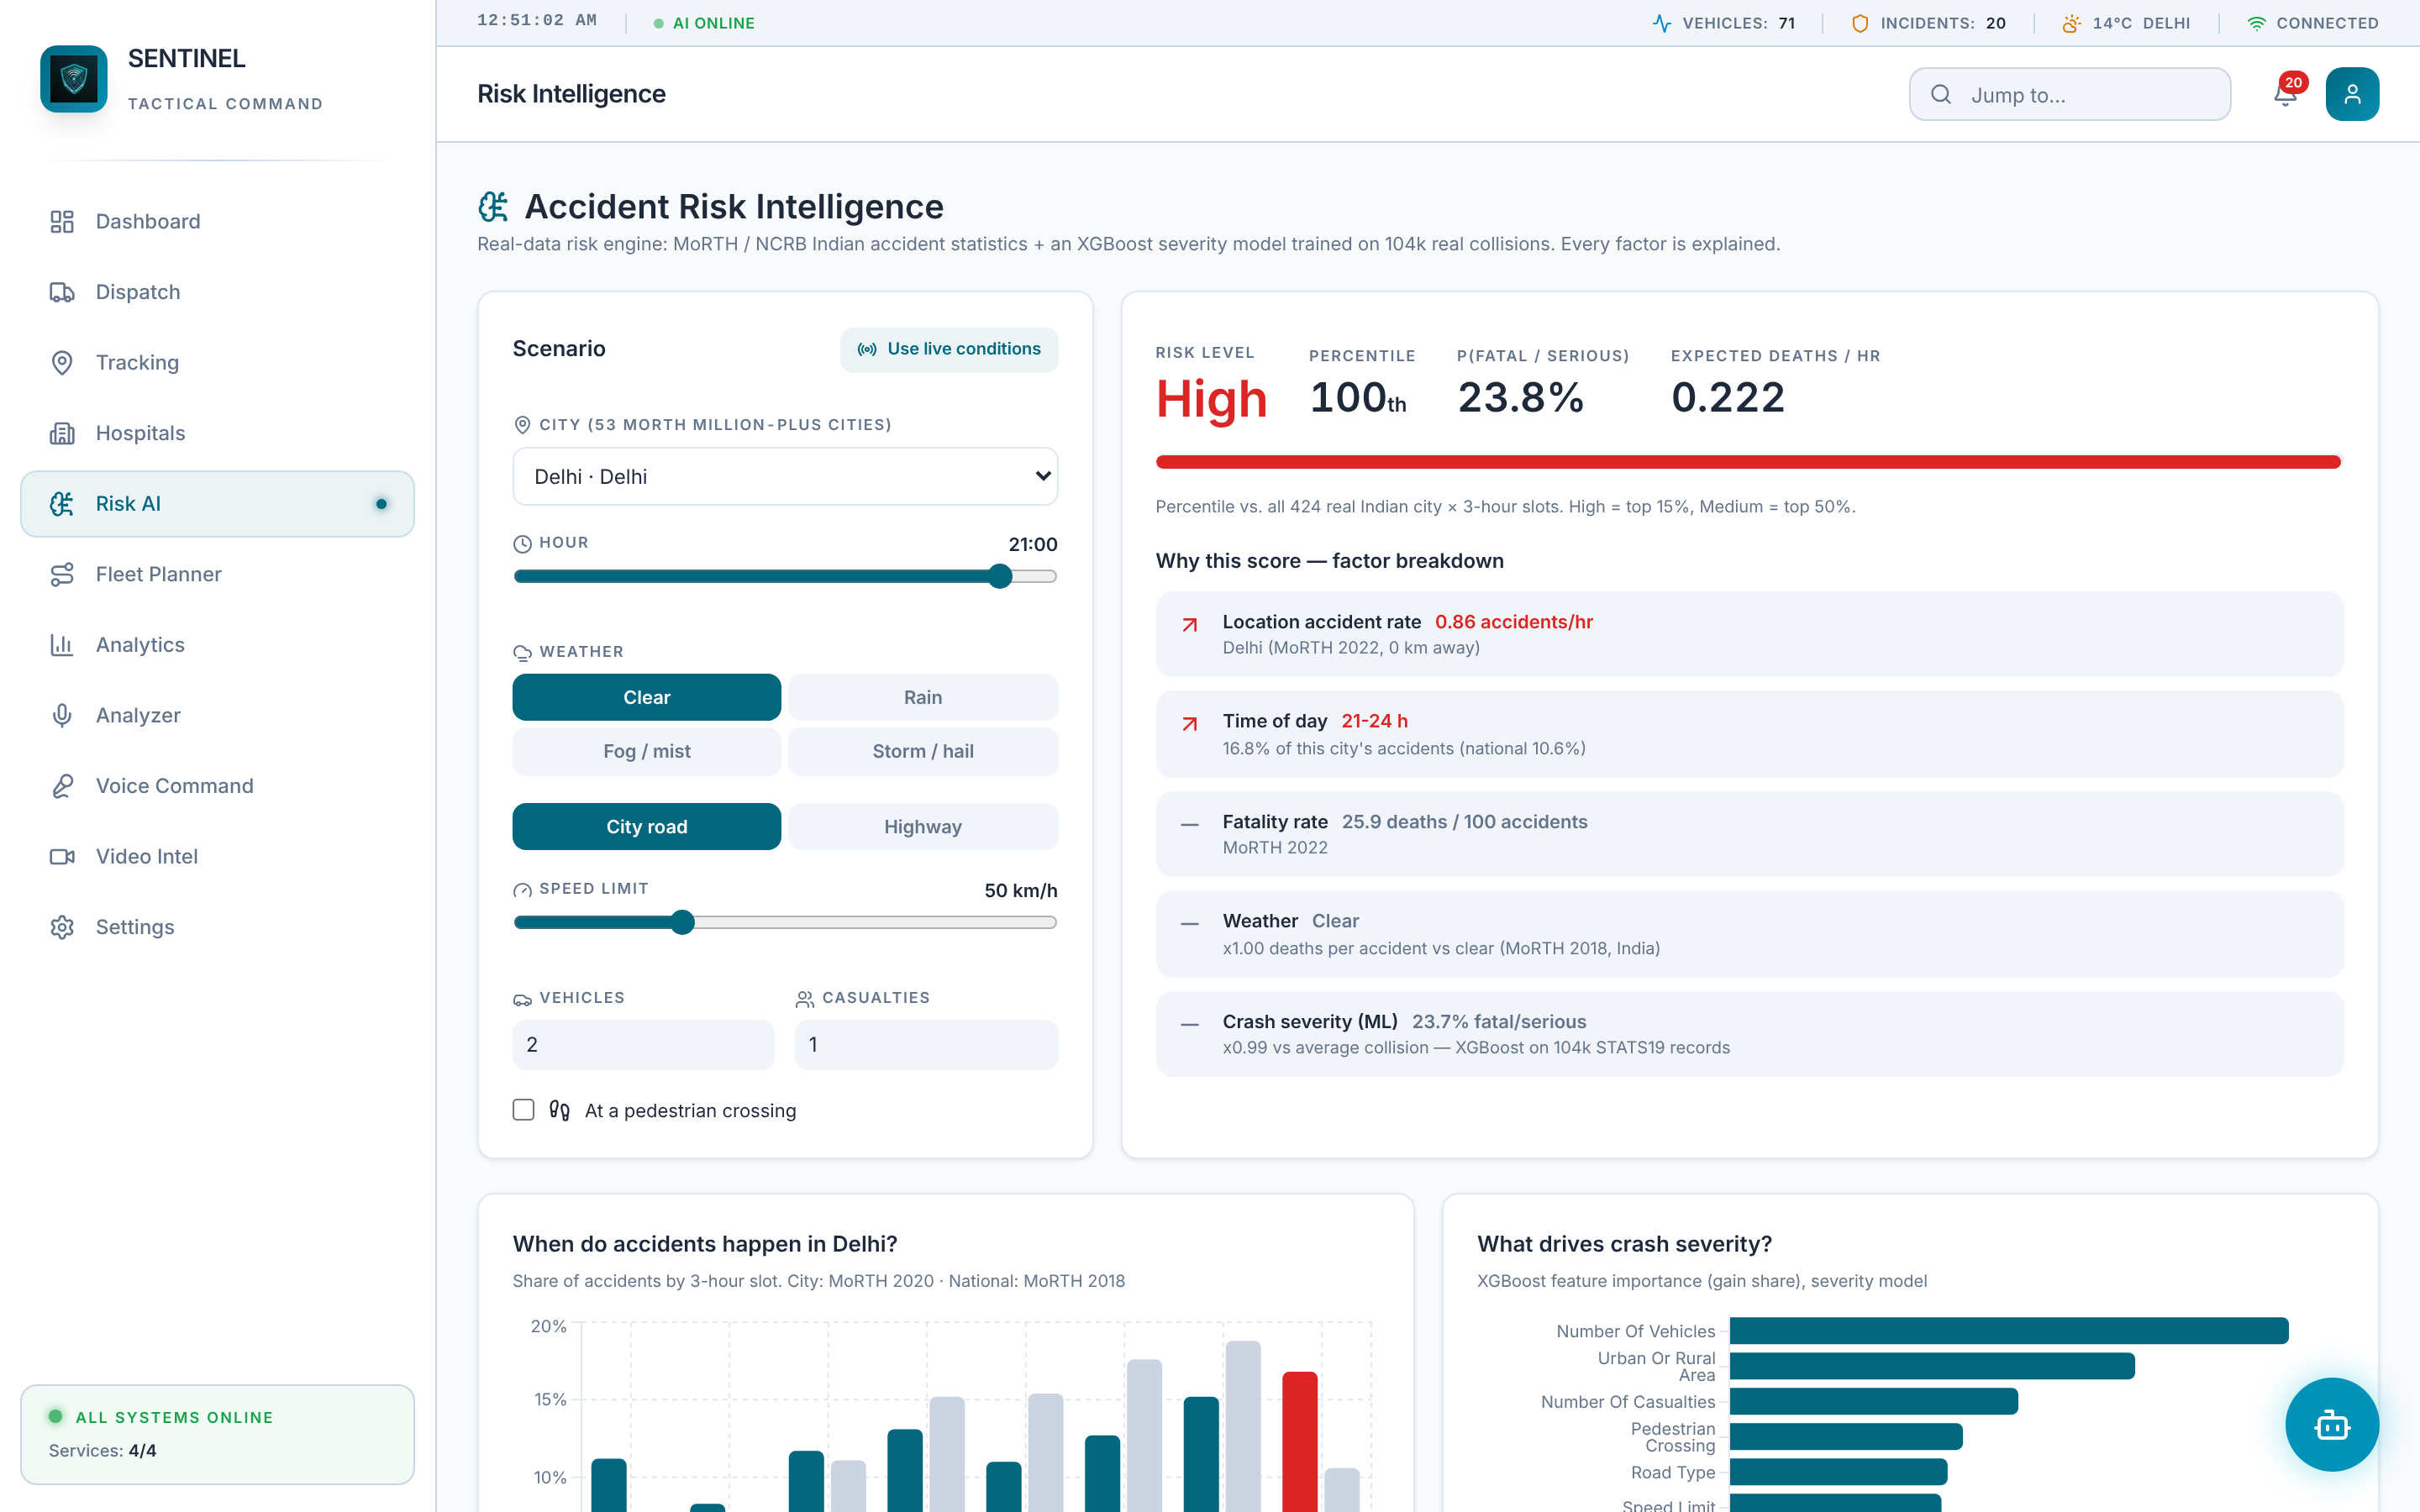 SENTINEL
TACTICAL COMMAND
Dashboard
Dispatch
Tracking
Hospitals
Risk AI
Fleet Planner
Analytics
Analyzer
Voice Command
Video Intel
Settings
ALL SYSTEMS ONLINE
Services: 4/4
12:51:02 AM
AI ONLINE
VEHICLES: 71
INCIDENTS: 20
14°C DELHI
CONNECTED
Risk Intelligence
Jump to...
20
Accident Risk Intelligence
Real-data risk engine: MoRTH / NCRB Indian accident statistics + an XGBoost severity model trained on 104k real collisions. Every factor is explained.
Scenario
Use live conditions
CITY (53 MORTH MILLION-PLUS CITIES)
Delhi · Delhi
HOUR
21:00
WEATHER
Clear
Rain
Fog / mist
Storm / hail
City road
Highway
SPEED LIMIT
50 km/h
VEHICLES
CASUALTIES
2
1
At a pedestrian crossing
RISK LEVEL
High
PERCENTILE
100th
P(FATAL / SERIOUS)
23.8%
EXPECTED DEATHS / HR
0.222
Percentile vs. all 424 real Indian city × 3-hour slots. High = top 15%, Medium = top 50%.
Why this score — factor breakdown
Location accident rate 0.86 accidents/hr
Delhi (MoRTH 2022, 0 km away)
Time of day 21-24 h
16.8% of this city's accidents (national 10.6%)
Fatality rate 25.9 deaths / 100 accidents
MoRTH 2022
Weather Clear
x1.00 deaths per accident vs clear (MoRTH 2018, India)
Crash severity (ML) 23.7% fatal/serious
x0.99 vs average collision — XGBoost on 104k STATS19 records
When do accidents happen in Delhi?
Share of accidents by 3-hour slot. City: MoRTH 2020 · National: MoRTH 2018
20%
15%
10%
What drives crash severity?
XGBoost feature importance (gain share), severity model
Number Of Vehicles
Urban Or Rural
Area
Number Of Casualties
Pedestrian
Crossing
Road Type
Speed Limit